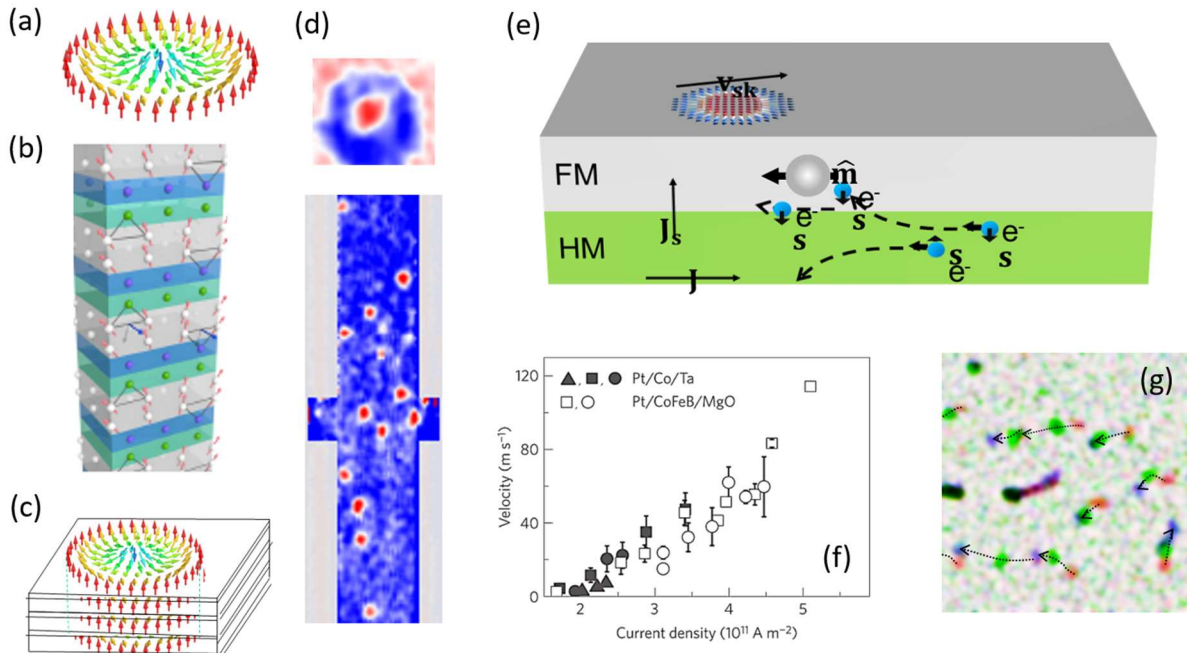 (a)
(b)
(c)
(d)
(e)
v_sk
FM
m̂
e⁻
s
e⁻
s
e⁻
s
s
e⁻
J_s
HM
J
(f)
120
80
40
0
2
3
4
5
Velocity (m s⁻¹)
Current density (10¹¹ A m⁻²)
▲, ■, ● Pt/Co/Ta
□, ○ Pt/CoFeB/MgO
(g)